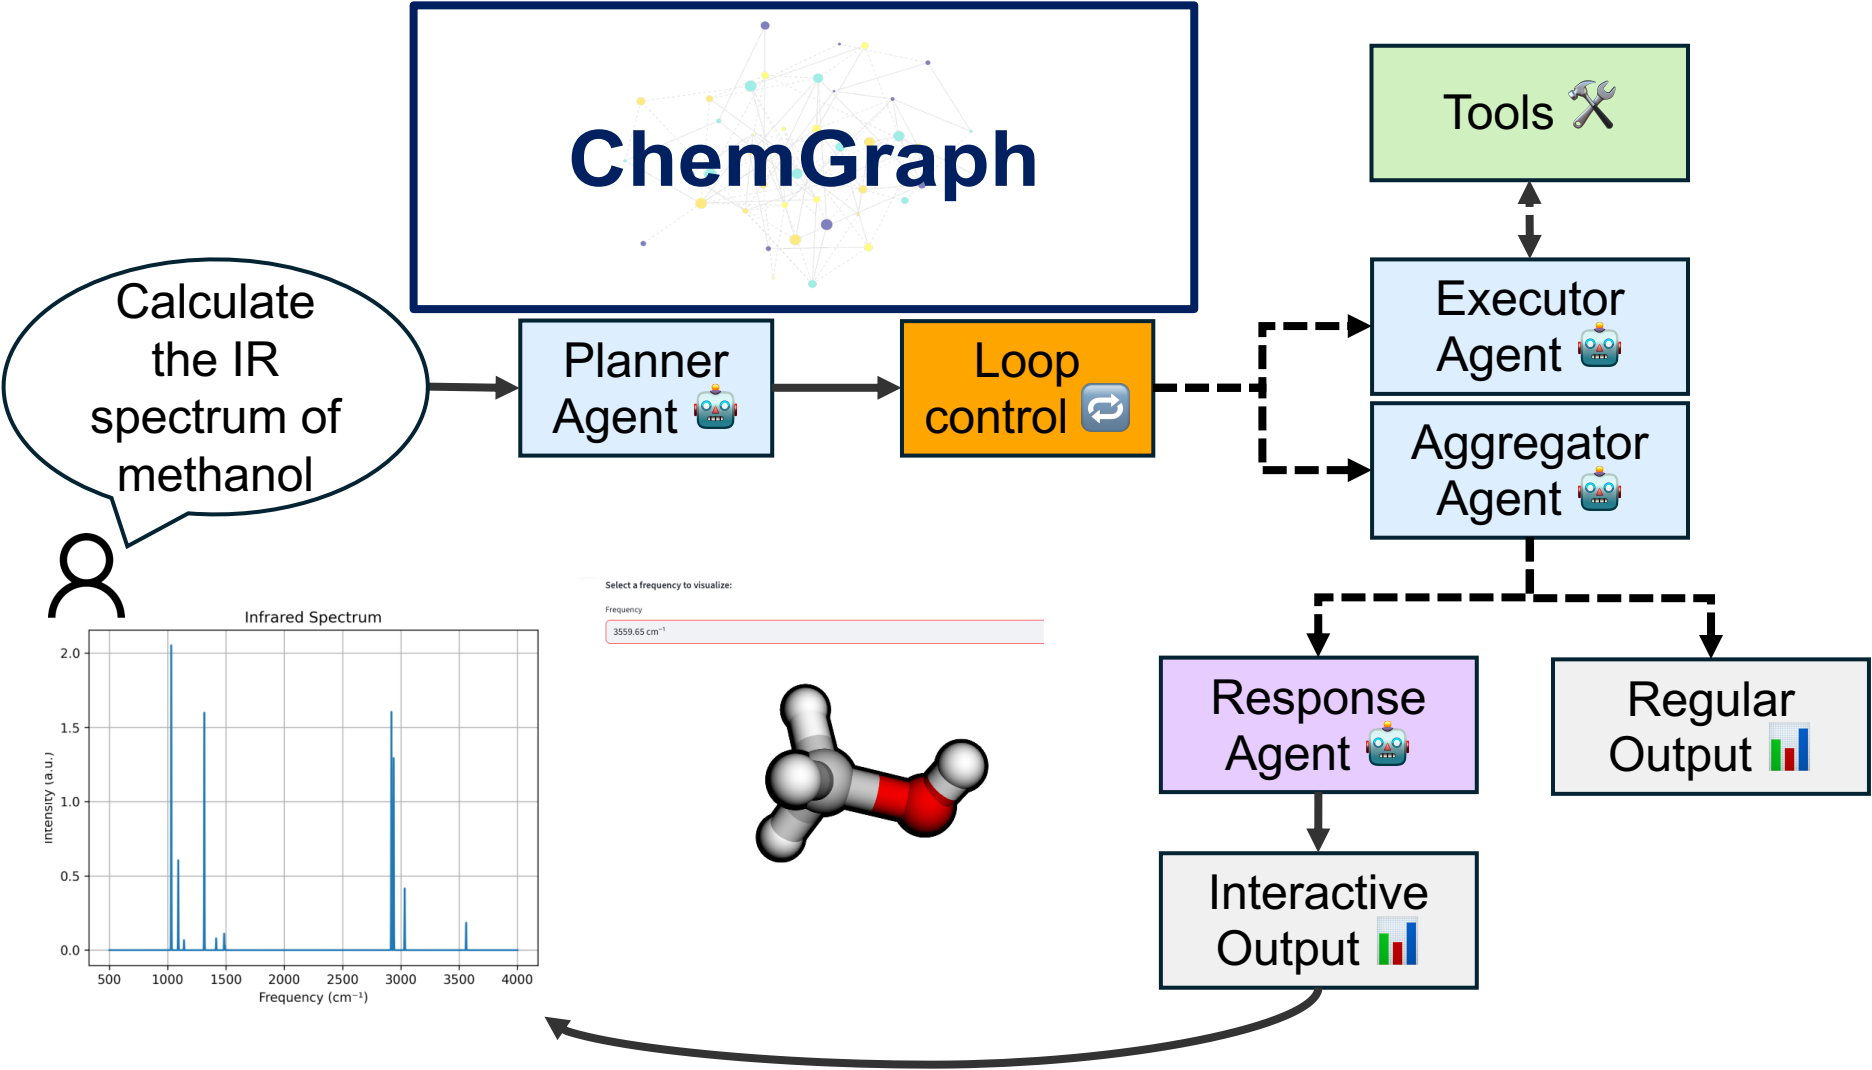 ChemGraph
Tools
Calculate
the IR
spectrum of
methanol
Planner
Agent
Loop
control
Executor
Agent
Aggregator
Agent
Response
Agent
Regular
Output
Interactive
Output
Select a frequency to visualize:
Frequency
3559.65 cm⁻¹
Infrared Spectrum
Intensity (a.u.)
2.0
1.5
1.0
0.5
0.0
500 1000 1500 2000 2500 3000 3500 4000
Frequency (cm⁻¹)